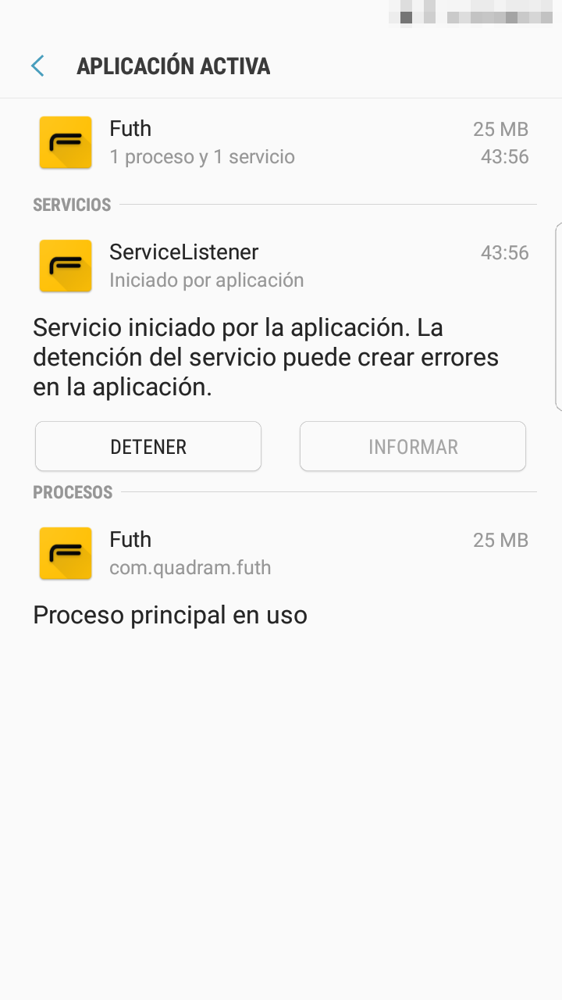 APLICACIÓN ACTIVA
Futh
25 MB
1 proceso y 1 servicio
43:56
SERVICIOS
ServiceListener
43:56
Iniciado por aplicación
Servicio iniciado por la aplicación. La
detención del servicio puede crear errores
en la aplicación.
DETENER
INFORMAR
PROCESOS
Futh
25 MB
com.quadram.futh
Proceso principal en uso